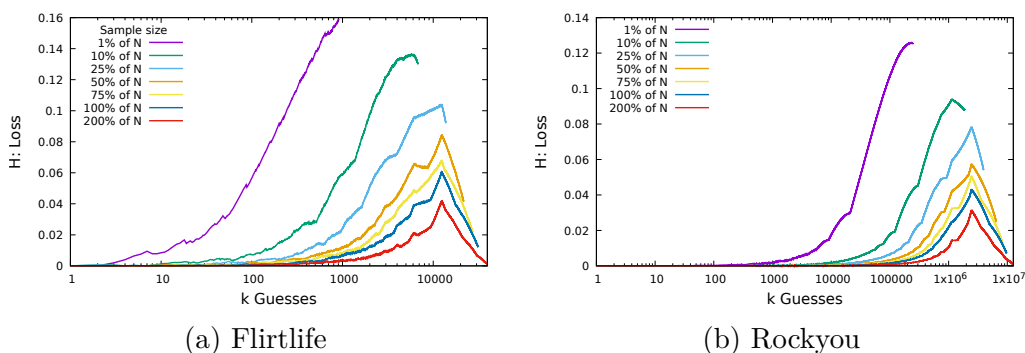 0.16
0.14
0.12
0.1
0.08
0.06
0.04
0.02
0
H: Loss
Sample size
1% of N
10% of N
25% of N
50% of N
75% of N
100% of N
200% of N
1 10 100 1000 10000
k Guesses
(a) Flirtlife
0.14
0.12
0.1
0.08
0.06
0.04
0.02
0
H: Loss
1% of N
10% of N
25% of N
50% of N
75% of N
100% of N
200% of N
1 10 100 1000 10000 100000 1x10⁶ 1x10⁷
k Guesses
(b) Rockyou